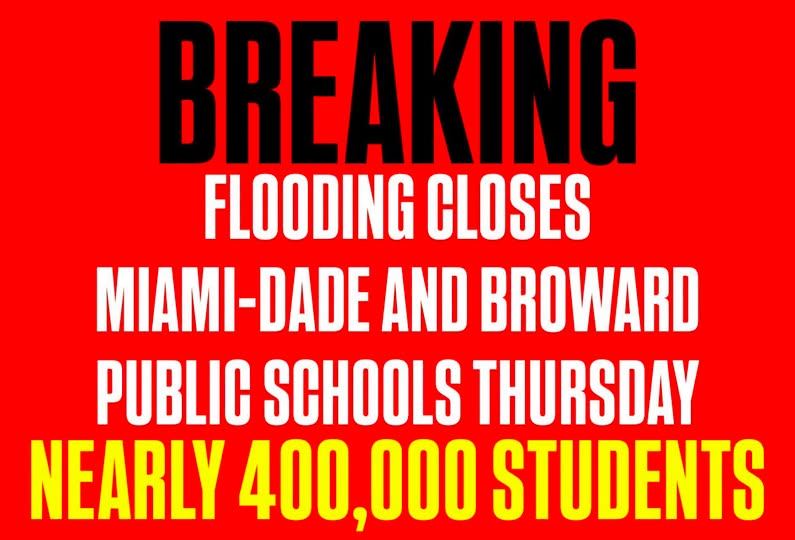 BREAKING
FLOODING CLOSES
MIAMI-DADE AND BROWARD
PUBLIC SCHOOLS THURSDAY
NEARLY 400,000 STUDENTS